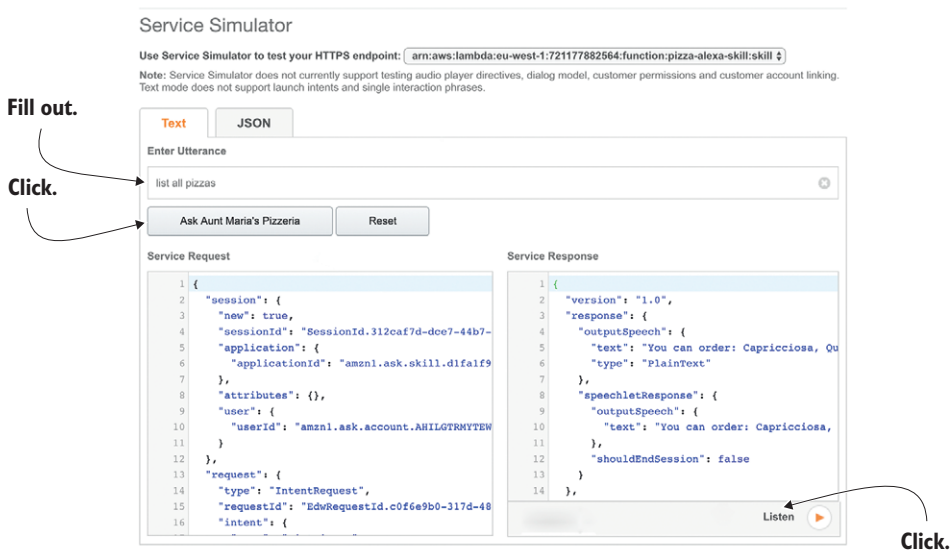 Service Simulator
Use Service Simulator to test your HTTPS endpoint: arn:aws:lambda:eu-west-1:721177882564:function:pizza-alexa-skill:skill
Note: Service Simulator does not currently support testing audio player directives, dialog model, customer permissions and customer account linking.
Text mode does not support launch intents and single interaction phrases.
Fill out.
Text JSON
Enter Utterance
list all pizzas
Click.
Ask Aunt Maria's Pizzeria Reset
Service Request
1 {
2 "session": {
3 "new": true,
4 "sessionId": "SessionId.312caf7d-dce7-44b7-
5 "application": {
6 "applicationId": "amzn1.ask.skill.d1fa1f9
7 },
8 "attributes": {},
9 "user": {
10 "userId": "amzn1.ask.account.AHILGTRMYTEW
11 }
12 },
13 "request": {
14 "type": "IntentRequest",
15 "requestId": "EdwRequestId.c0f6e9b0-317d-48
16 "intent": {
Service Response
1 {
2 "version": "1.0",
3 "response": {
4 "outputSpeech": {
5 "text": "You can order: Capricciosa, Qu
6 "type": "PlainText"
7 },
8 "speechletResponse": {
9 "outputSpeech": {
10 "text": "You can order: Capricciosa,
11 },
12 "shouldEndSession": false
13 }
14 },
Listen
Click.